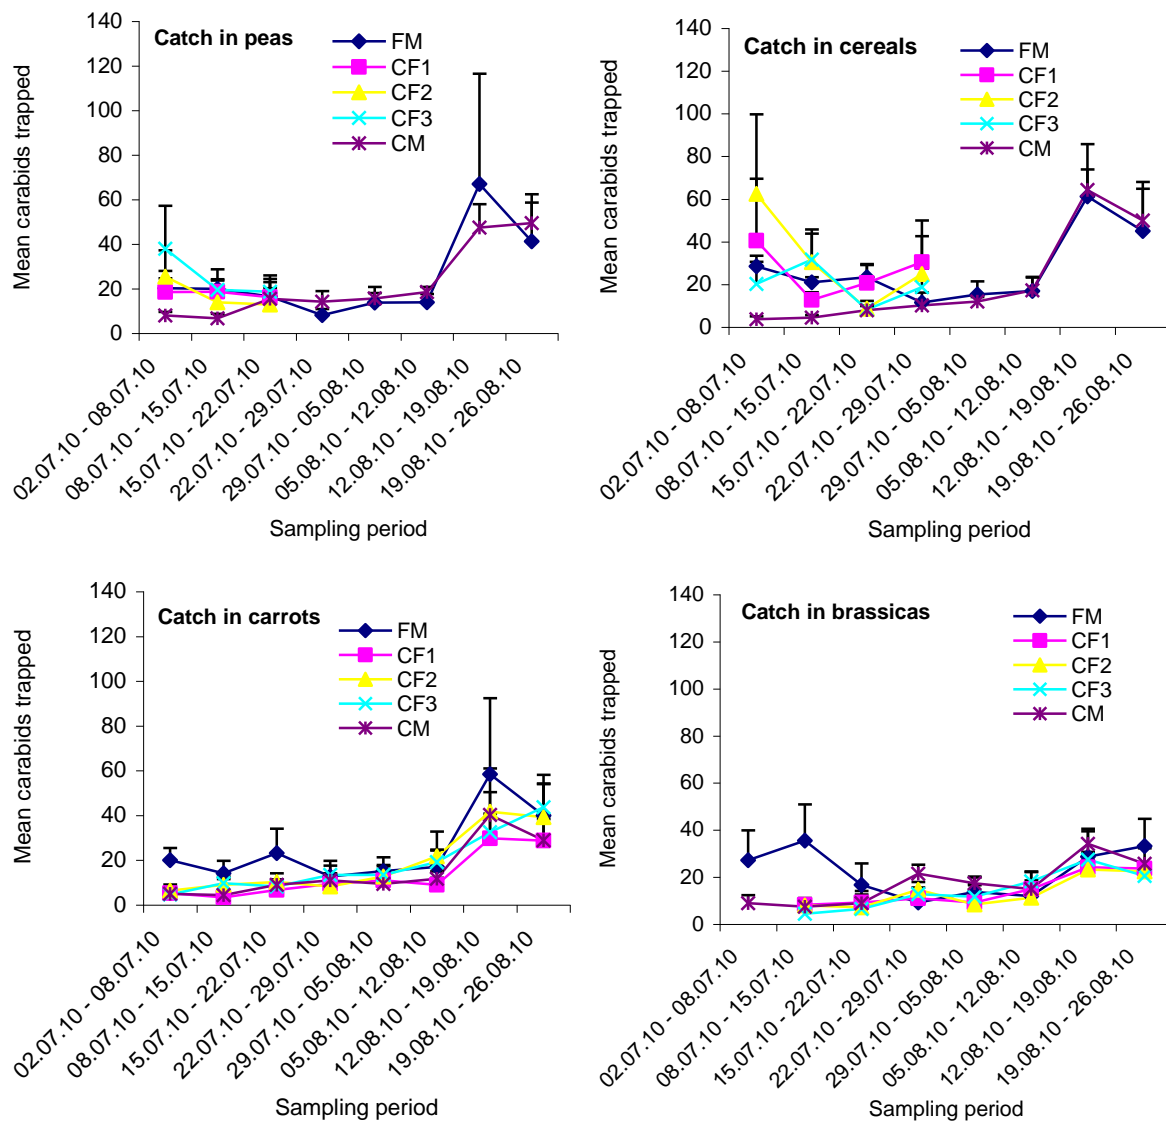 Catch in peas
FM
CF1
CF2
CF3
CM
Mean carabids trapped
140
120
100
80
60
40
20
0
02.07.10 - 08.07.10
08.07.10 - 15.07.10
15.07.10 - 22.07.10
22.07.10 - 29.07.10
29.07.10 - 05.08.10
05.08.10 - 12.08.10
12.08.10 - 19.08.10
19.08.10 - 26.08.10
Sampling period
Catch in cereals
FM
CF1
CF2
CF3
CM
Mean carabids trapped
140
120
100
80
60
40
20
0
02.07.10 - 08.07.10
08.07.10 - 15.07.10
15.07.10 - 22.07.10
22.07.10 - 29.07.10
29.07.10 - 05.08.10
05.08.10 - 12.08.10
12.08.10 - 19.08.10
19.08.10 - 26.08.10
Sampling period
Catch in carrots
FM
CF1
CF2
CF3
CM
Mean carabids trapped
140
120
100
80
60
40
20
0
02.07.10 - 08.07.10
08.07.10 - 15.07.10
15.07.10 - 22.07.10
22.07.10 - 29.07.10
29.07.10 - 05.08.10
05.08.10 - 12.08.10
12.08.10 - 19.08.10
19.08.10 - 26.08.10
Sampling period
Catch in brassicas
FM
CF1
CF2
CF3
CM
Mean carabids trapped
140
120
100
80
60
40
20
0
02.07.10 - 08.07.10
08.07.10 - 15.07.10
15.07.10 - 22.07.10
22.07.10 - 29.07.10
29.07.10 - 05.08.10
05.08.10 - 12.08.10
12.08.10 - 19.08.10
19.08.10 - 26.08.10
Sampling period